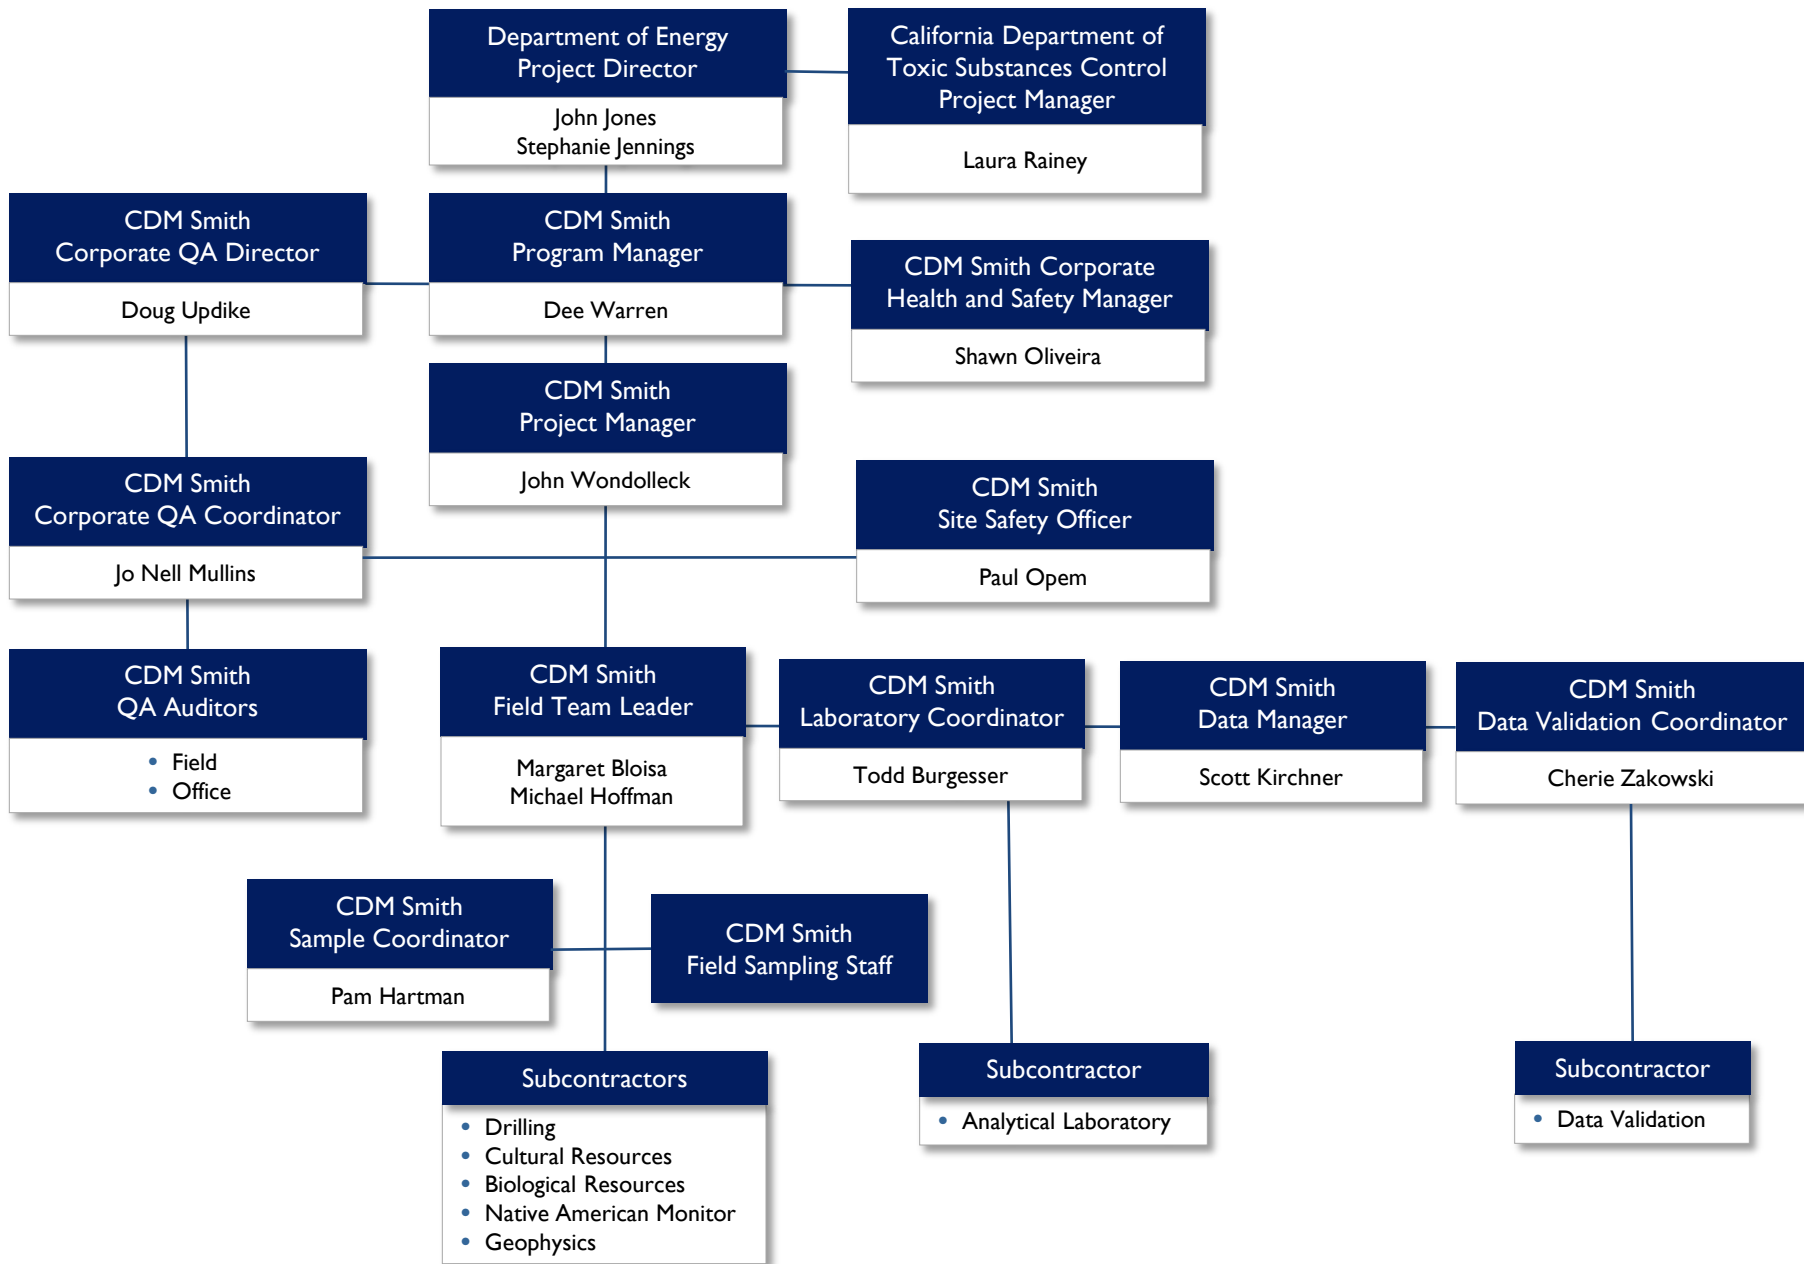 Department of Energy
Project Director
John Jones
Stephanie Jennings
California Department of
Toxic Substances Control
Project Manager
Laura Rainey
CDM Smith
Corporate QA Director
Doug Updike
CDM Smith
Program Manager
Dee Warren
CDM Smith Corporate
Health and Safety Manager
Shawn Oliveira
CDM Smith
Project Manager
John Wondolleck
CDM Smith
Corporate QA Coordinator
Jo Nell Mullins
CDM Smith
Site Safety Officer
Paul Opem
CDM Smith
QA Auditors
• Field
• Office
CDM Smith
Field Team Leader
Margaret Bloisa
Michael Hoffman
CDM Smith
Laboratory Coordinator
Todd Burgesser
CDM Smith
Data Manager
Scott Kirchner
CDM Smith
Data Validation Coordinator
Cherie Zakowski
CDM Smith
Sample Coordinator
Pam Hartman
CDM Smith
Field Sampling Staff
Subcontractors
• Drilling
• Cultural Resources
• Biological Resources
• Native American Monitor
• Geophysics
Subcontractor
• Analytical Laboratory
Subcontractor
• Data Validation